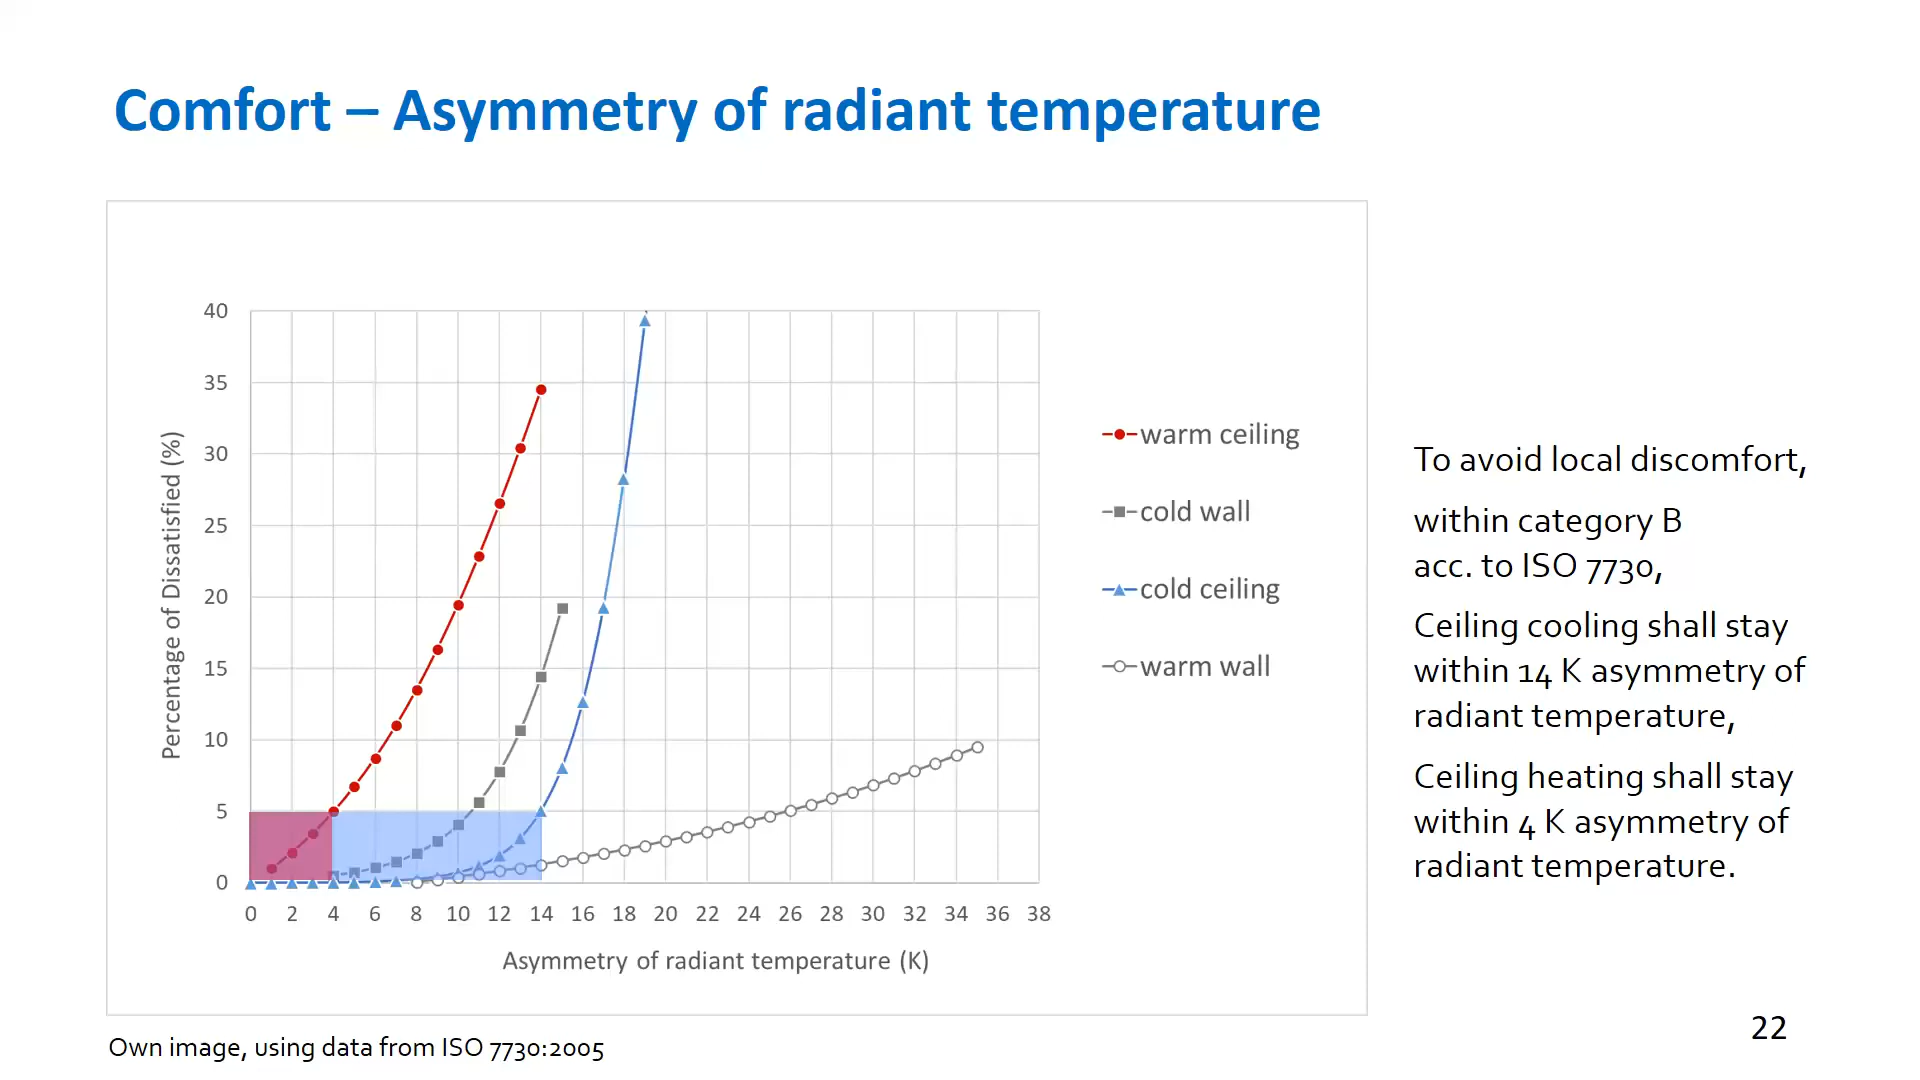 Comfort – Asymmetry of radiant temperature
40
35
30
25
20
15
10
5
0
Percentage of Dissatisfied (%)
0 2 4 6 8 10 12 14 16 18 20 22 24 26 28 30 32 34 36 38
Asymmetry of radiant temperature (K)
warm ceiling
cold wall
cold ceiling
warm wall
To avoid local discomfort,
within category B
acc. to ISO 7730,
Ceiling cooling shall stay
within 14 K asymmetry of
radiant temperature,
Ceiling heating shall stay
within 4 K asymmetry of
radiant temperature.
Own image, using data from ISO 7730:2005
22